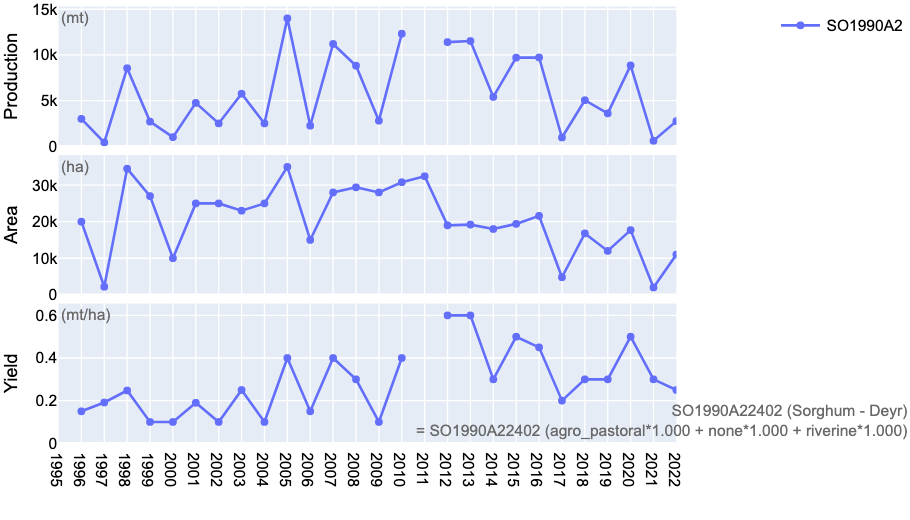 15k
(mt)
10k
Production
5k
0
SO1990A2
(ha)
30k
20k
Area
10k
0
0.6
(mt/ha)
0.4
Yield
0.2
0
SO1990A22402 (Sorghum - Deyr)
= SO1990A22402 (agro_pastoral*1.000 + none*1.000 + riverine*1.000)
1995 1996 1997 1998 1999 2000 2001 2002 2003 2004 2005 2006 2007 2008 2009 2010 2011 2012 2013 2014 2015 2016 2017 2018 2019 2020 2021 2022